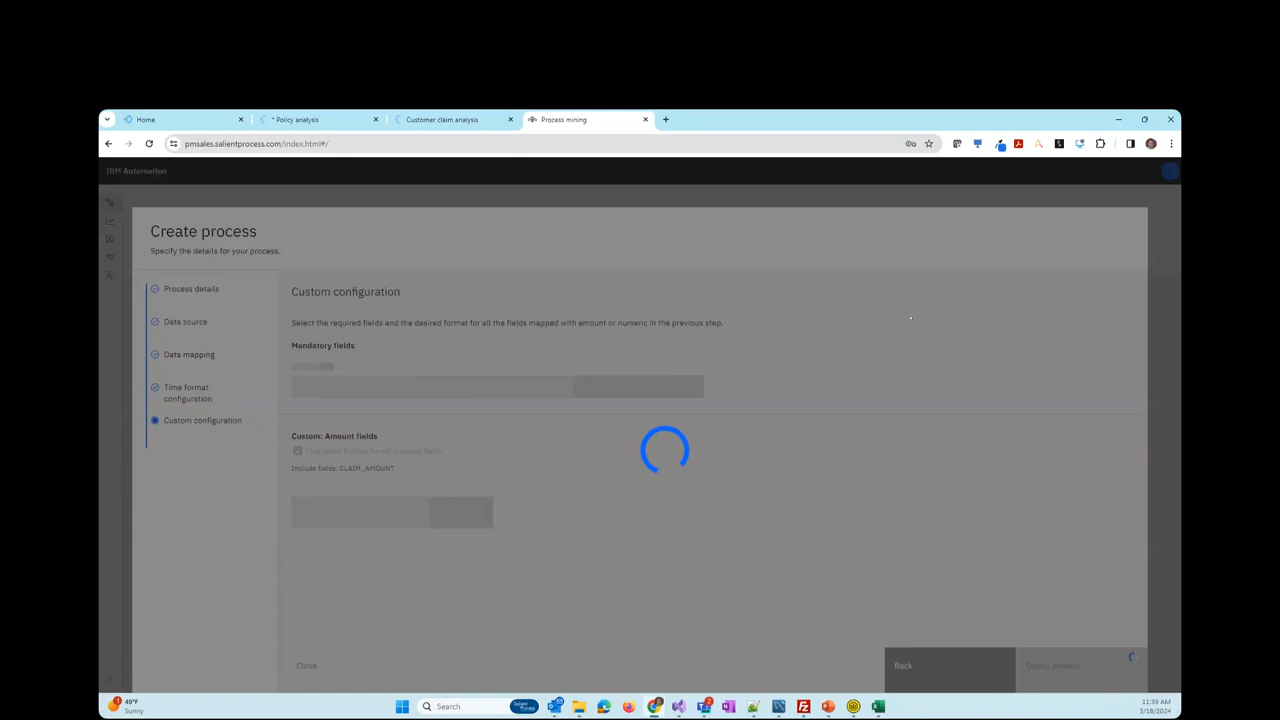 Home
* Policy analysis
Customer claim analysis
Process mining
pmsales.salientprocess.com/index.html#/
IBM Automation
Create process
Specify the details for your process.
Process details
Data source
Data mapping
Time format
configuration
Custom configuration
Custom configuration
Select the required fields and the desired format for all the fields mapped with amount or numeric in the previous step.
Mandatory fields
Custom: Amount fields
Include fields: CLAIM_AMOUNT
Close
Back
Create process
49°F
Sunny
Search
11:39 AM
3/18/2024